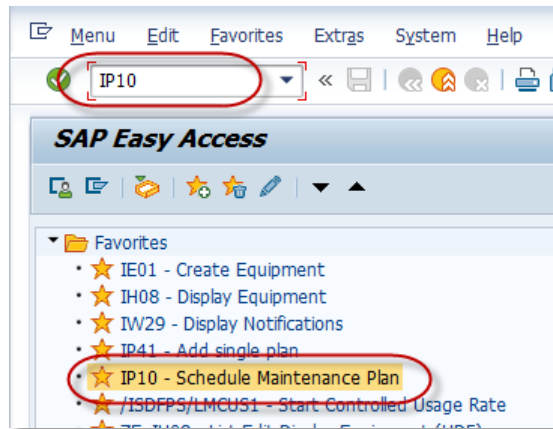 Menu Edit Favorites Extras System Help
IP10
SAP Easy Access
Favorites
IE01 - Create Equipment
IH08 - Display Equipment
IW29 - Display Notifications
IP41 - Add single plan
IP10 - Schedule Maintenance Plan
/ISDFPS/LMCUS1 - Start Controlled Usage Rate